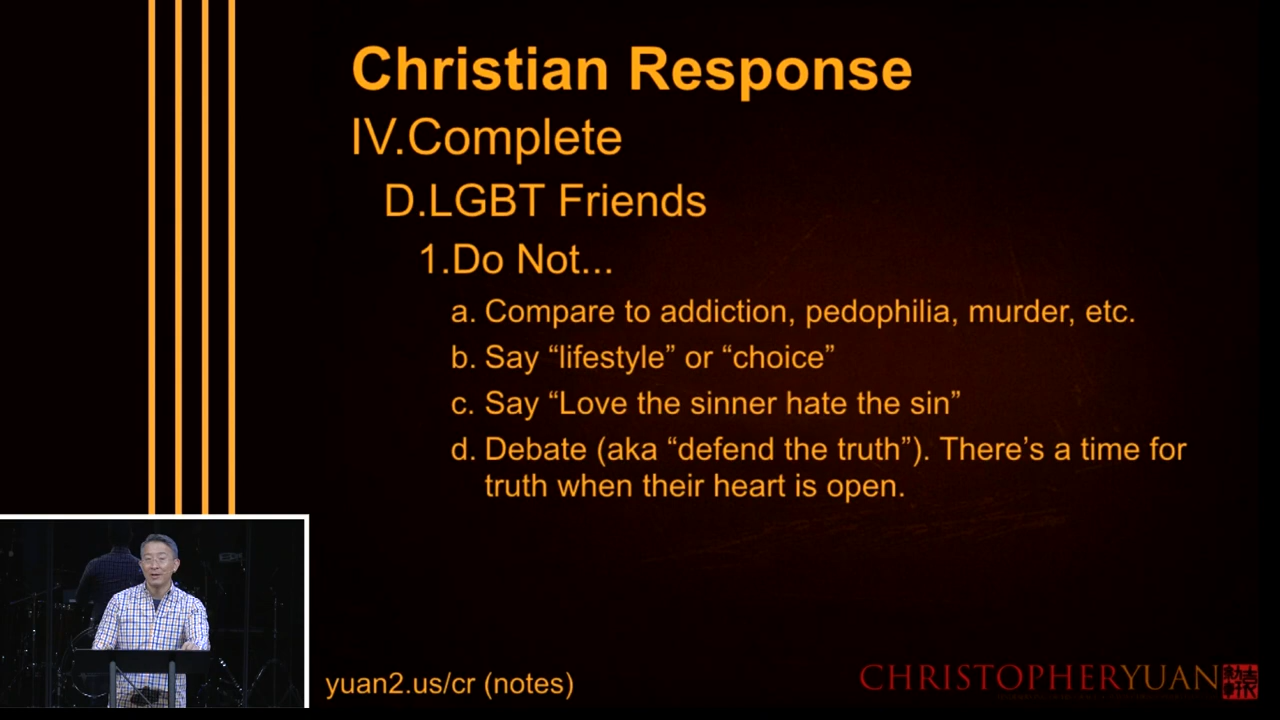 Christian Response
IV.Complete
D.LGBT Friends
1.Do Not...
a. Compare to addiction, pedophilia, murder, etc.
b. Say “lifestyle” or “choice”
c. Say “Love the sinner hate the sin”
d. Debate (aka “defend the truth”). There’s a time for
truth when their heart is open.
yuan2.us/cr (notes)
CHRISTOPHERYUAN